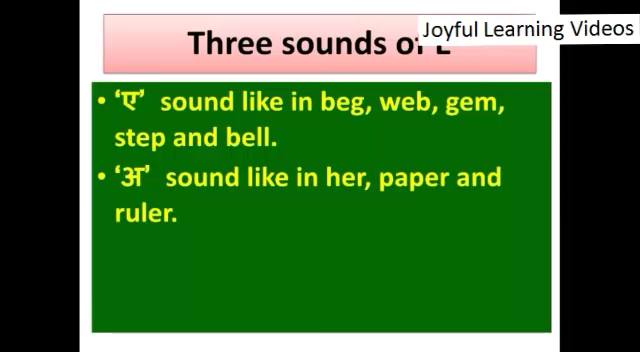 Joyful Learning Videos
Three sounds of E
• ‘ए’ sound like in beg, web, gem,
step and bell.
• ‘अ’ sound like in her, paper and
ruler.